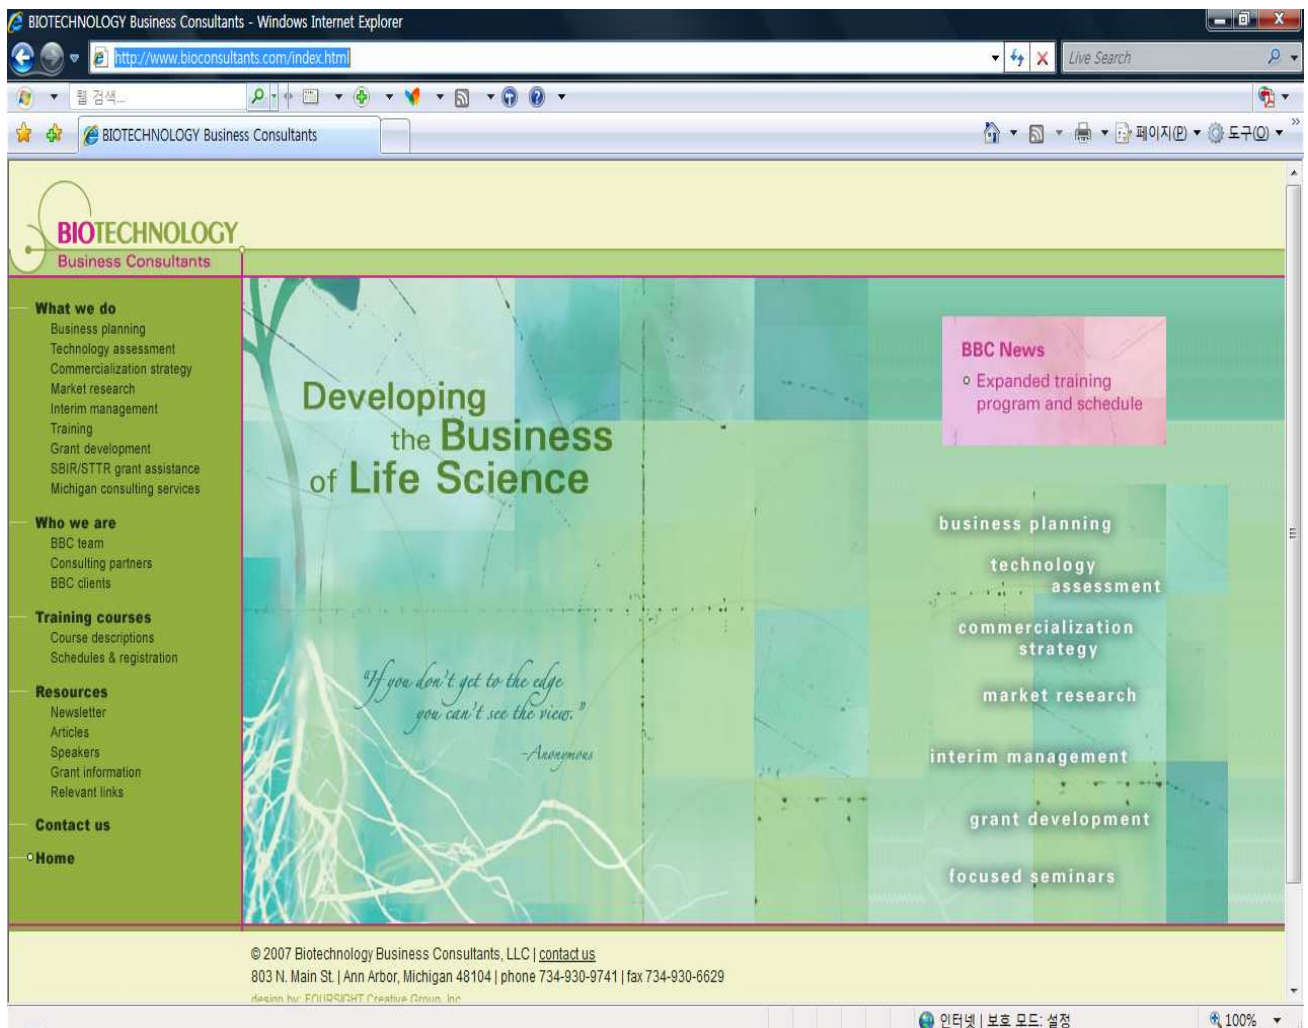 BIOTECHNOLOGY Business Consultants - Windows Internet Explorer
http://www.bioconsultants.com/index.html
Live Search
웹 검색...
BIOTECHNOLOGY Business Consultants
페이지(P)
도구(O)
BIOTECHNOLOGY
Business Consultants
What we do
Business planning
Technology assessment
Commercialization strategy
Market research
Interim management
Training
Grant development
SBIR/STTR grant assistance
Michigan consulting services
Who we are
BBC team
Consulting partners
BBC clients
Training courses
Course descriptions
Schedules & registration
Resources
Newsletter
Articles
Speakers
Grant information
Relevant links
Contact us
Home
Developing
the Business
of Life Science
"If you don't get to the edge
you can't see the view."
-Anonymous
BBC News
Expanded training
program and schedule
business planning
technology
assessment
commercialization
strategy
market research
interim management
grant development
focused seminars
© 2007 Biotechnology Business Consultants, LLC | contact us
803 N. Main St. | Ann Arbor, Michigan 48104 | phone 734-930-9741 | fax 734-930-6629
design by: FOURSIGHT Creative Group, Inc.
인터넷 | 보호 모드: 설정
100%